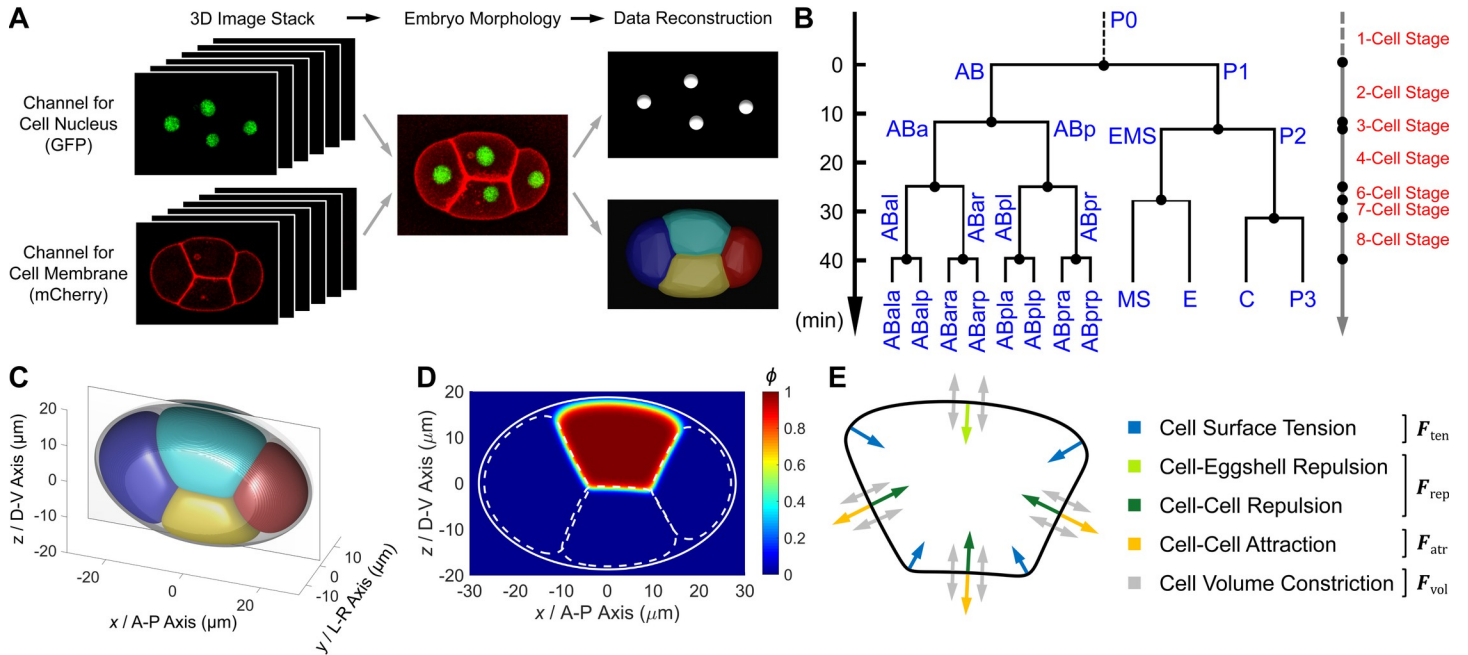 A
3D Image Stack
Embryo Morphology
Data Reconstruction
Channel for
Cell Nucleus
(GFP)
Channel for
Cell Membrane
(mCherry)
B
P0
0
10
20
30
40
(min)
AB
P1
ABa
ABp
EMS
P2
ABal
ABar
ABpl
ABpr
ABala
ABalp
ABara
ABarp
ABpla
ABplp
ABpra
ABprp
MS
E
C
P3
1-Cell Stage
2-Cell Stage
3-Cell Stage
4-Cell Stage
6-Cell Stage
7-Cell Stage
8-Cell Stage
C
z / D-V Axis (μm)
20
10
0
-10
-20
-20
0
20
x / A-P Axis (μm)
10
0
-10
y / L-R Axis (μm)
D
z / D-V Axis (μm)
20
10
0
-10
-20
-30
-20
-10
0
10
20
30
x / A-P Axis (μm)
ϕ
1
0.8
0.6
0.4
0.2
0
E
Cell Surface Tension ] F_ten
Cell-Eggshell Repulsion
Cell-Cell Repulsion ] F_rep
Cell-Cell Attraction ] F_atr
Cell Volume Constriction ] F_vol